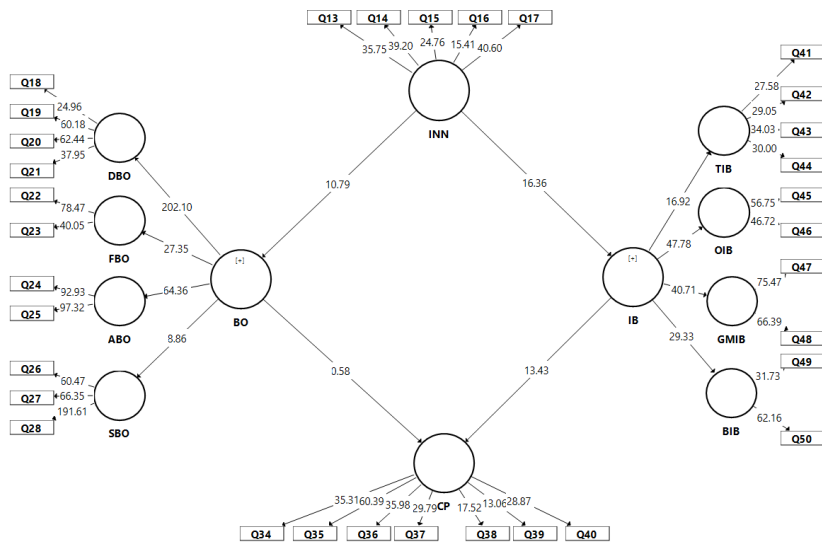 Q13 Q14 Q15 Q16 Q17
35.75 39.20 24.76 15.41 40.60
INN
Q18
Q19
Q20
Q21
24.96
60.18
62.44
37.95
DBO
Q22
Q23
78.47
40.05
FBO
Q24
Q25
92.93
97.32
ABO
Q26
Q27
Q28
60.47
66.35
191.61
SBO
202.10
27.35
64.36
8.86
[+]
BO
10.79
16.36
0.58
13.43
[+]
IB
16.92
47.78
40.71
29.33
Q41
Q42
Q43
Q44
27.58
29.05
34.03
30.00
TIB
Q45
Q46
56.75
46.72
OIB
Q47
Q48
75.47
66.39
GMIB
Q49
Q50
31.73
62.16
BIB
CP
35.31 60.39 35.98 29.79 17.52 13.06 28.87
Q34 Q35 Q36 Q37 Q38 Q39 Q40